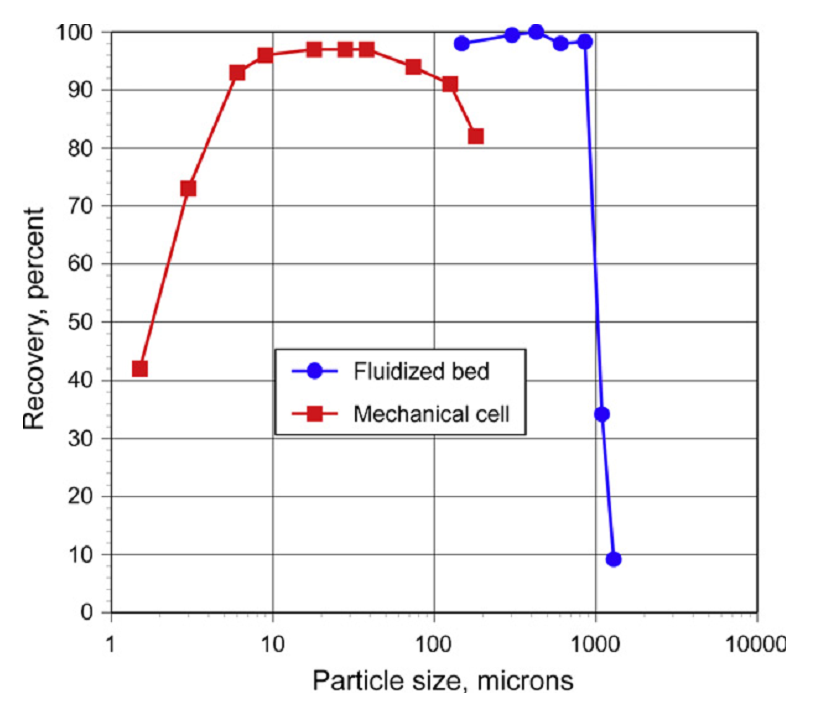 100
90
80
70
60
50
40
30
20
10
0
Recovery, percent
Fluidized bed
Mechanical cell
1 10 100 1000 10000
Particle size, microns